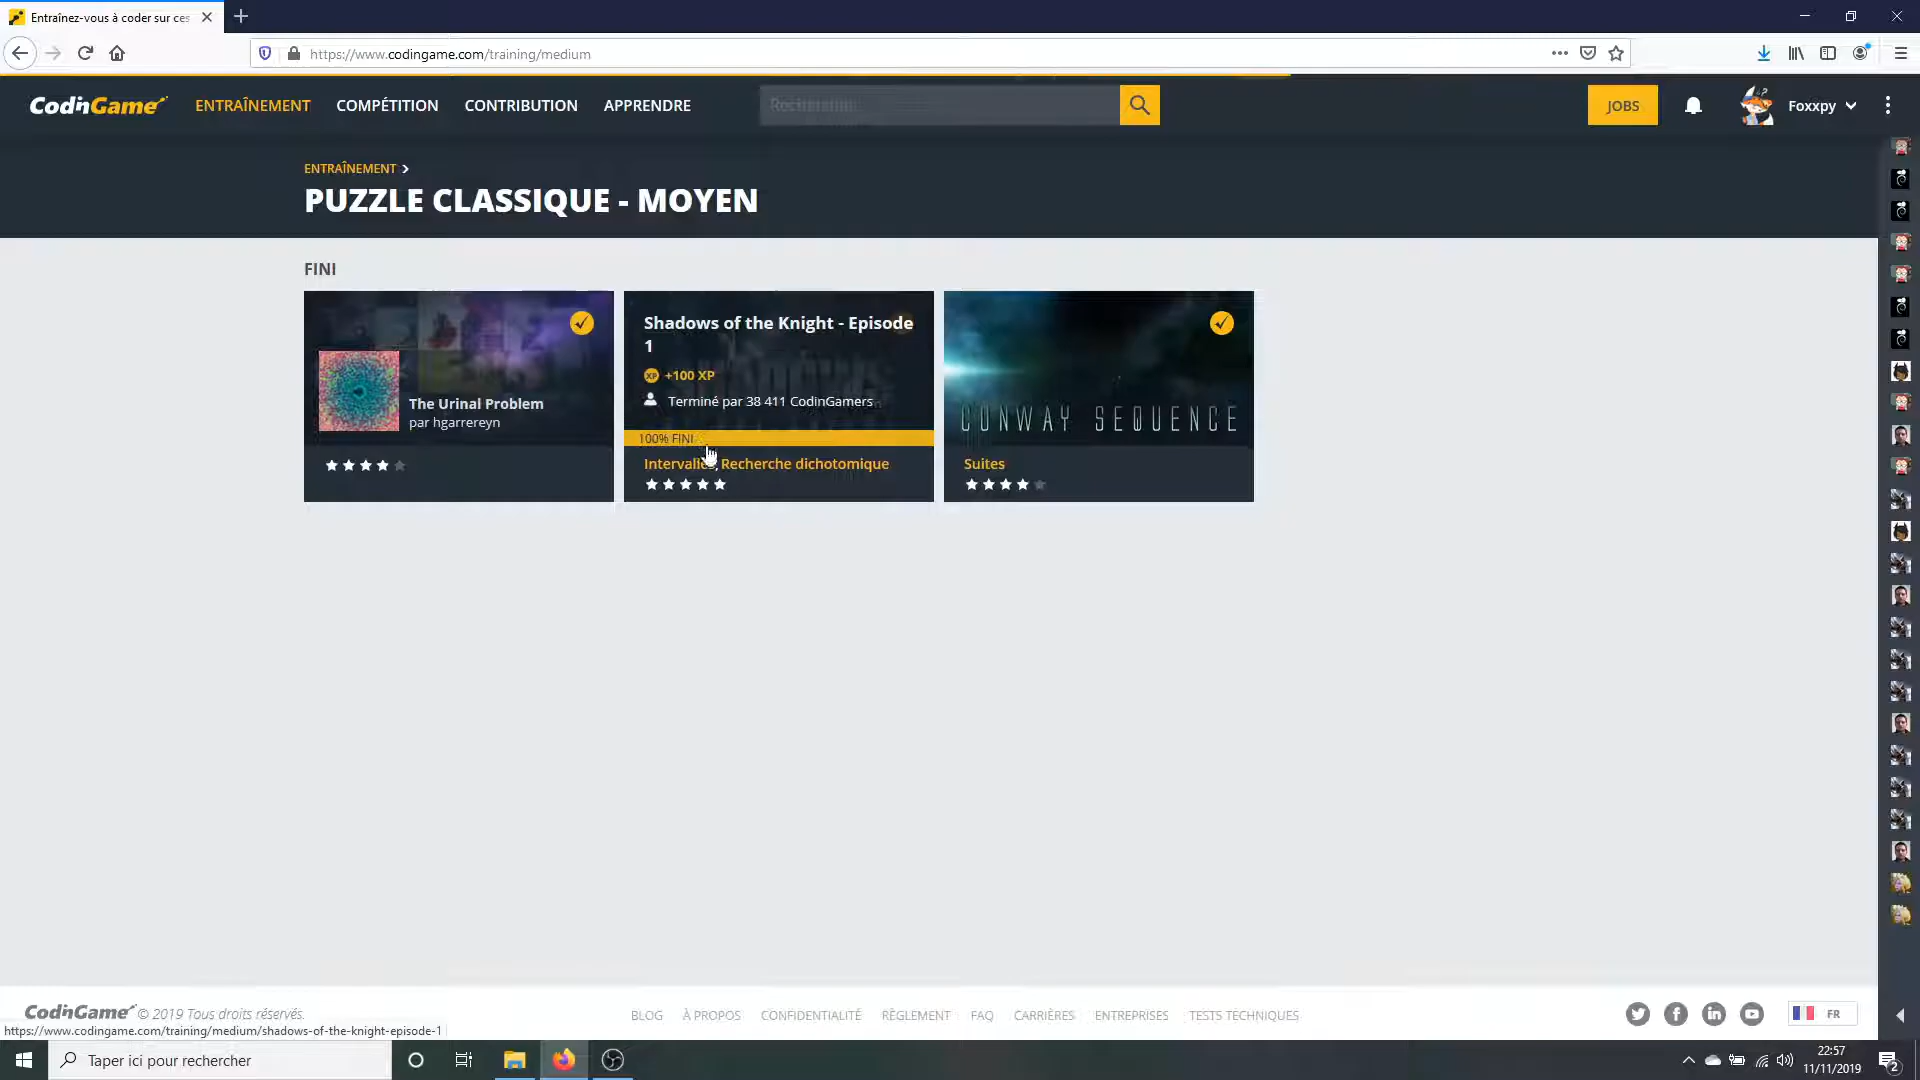 Entraînez-vous à coder sur ces
https://www.codingame.com/training/medium
CodinGame
ENTRAÎNEMENT
COMPÉTITION
CONTRIBUTION
APPRENDRE
Recherche...
JOBS
Foxxpy
ENTRAÎNEMENT
PUZZLE CLASSIQUE - MOYEN
FINI
The Urinal Problem
par hgarrereyn
Shadows of the Knight - Episode
1
XP +100 XP
Terminé par 38 411 CodinGamers
100% FINI
Intervalles, Recherche dichotomique
CONWAY SEQUENCE
Suites
CodinGame © 2019 Tous droits réservés.
BLOG
À PROPOS
CONFIDENTIALITÉ
RÈGLEMENT
FAQ
CARRIÈRES
ENTREPRISES
TESTS TECHNIQUES
FR
https://www.codingame.com/training/medium/shadows-of-the-knight-episode-1
Taper ici pour rechercher
22:57
11/11/2019
2